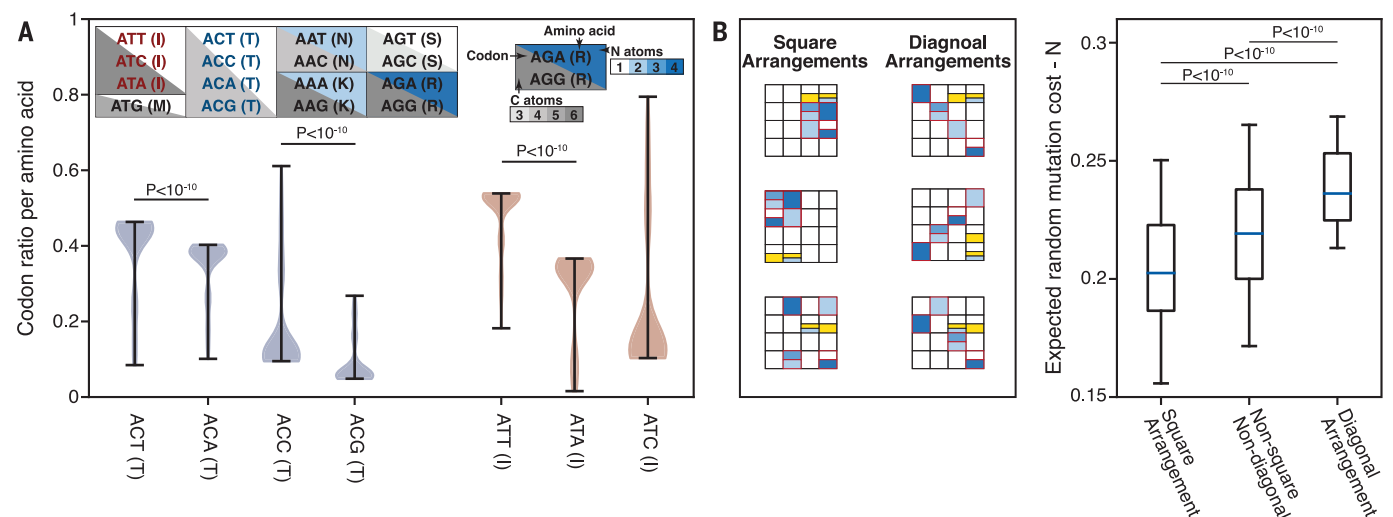 A
Codon ratio per amino acid
1
0.8
0.6
0.4
0.2
0
ATT (I) ACT (T) AAT (N) AGT (S)
ATC (I) ACC (T) AAC (N) AGC (S)
ATA (I) ACA (T) AAA (K) AGA (R)
ATG (M) ACG (T) AAG (K) AGG (R)
Amino acid
Codon
AGA (R)
AGG (R)
N atoms
1 2 3 4
C atoms
3 4 5 6
P<10-10
P<10-10
P<10-10
ACT (T)
ACA (T)
ACC (T)
ACG (T)
ATT (I)
ATA (I)
ATC (I)
B
Square
Arrangements
Diagnoal
Arrangements
Expected random mutation cost - N
0.3
0.25
0.2
0.15
P<10-10
P<10-10
P<10-10
Square
Arrangement
Non-square
Non-diagonal
Diagonal
Arrangement